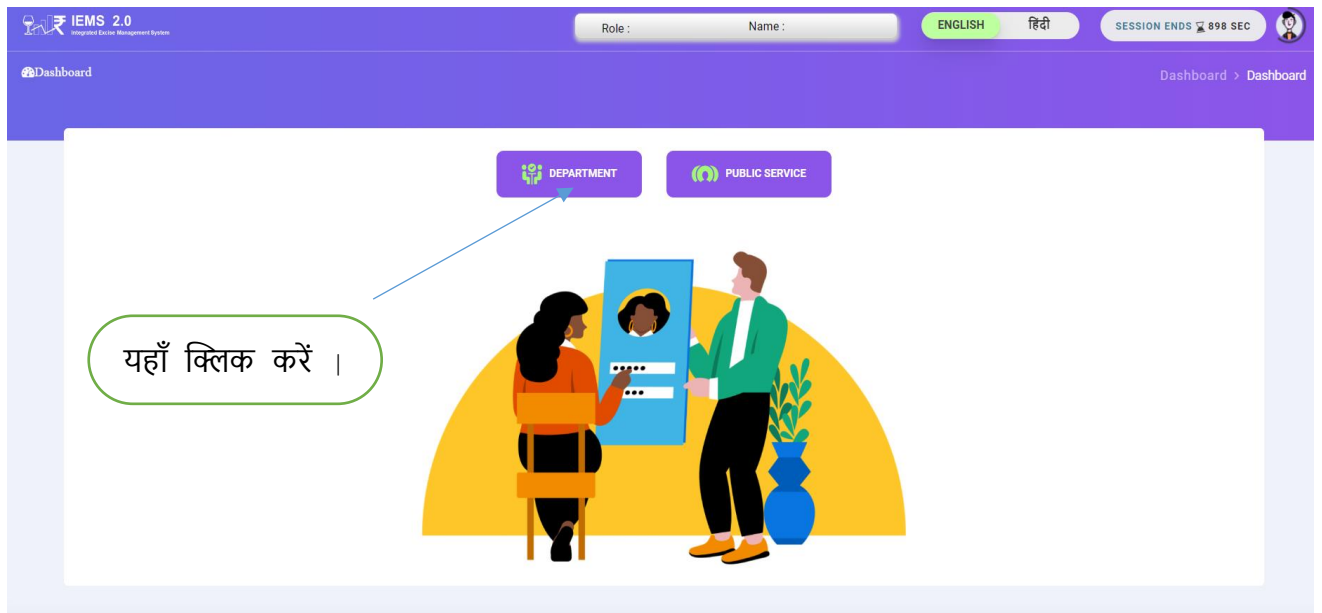 IEMS 2.0
Integrated Excise Management System
Role :
Name :
ENGLISH
हिंदी
SESSION ENDS 898 SEC
Dashboard
Dashboard > Dashboard
DEPARTMENT
PUBLIC SERVICE
यहाँ क्लिक करें |